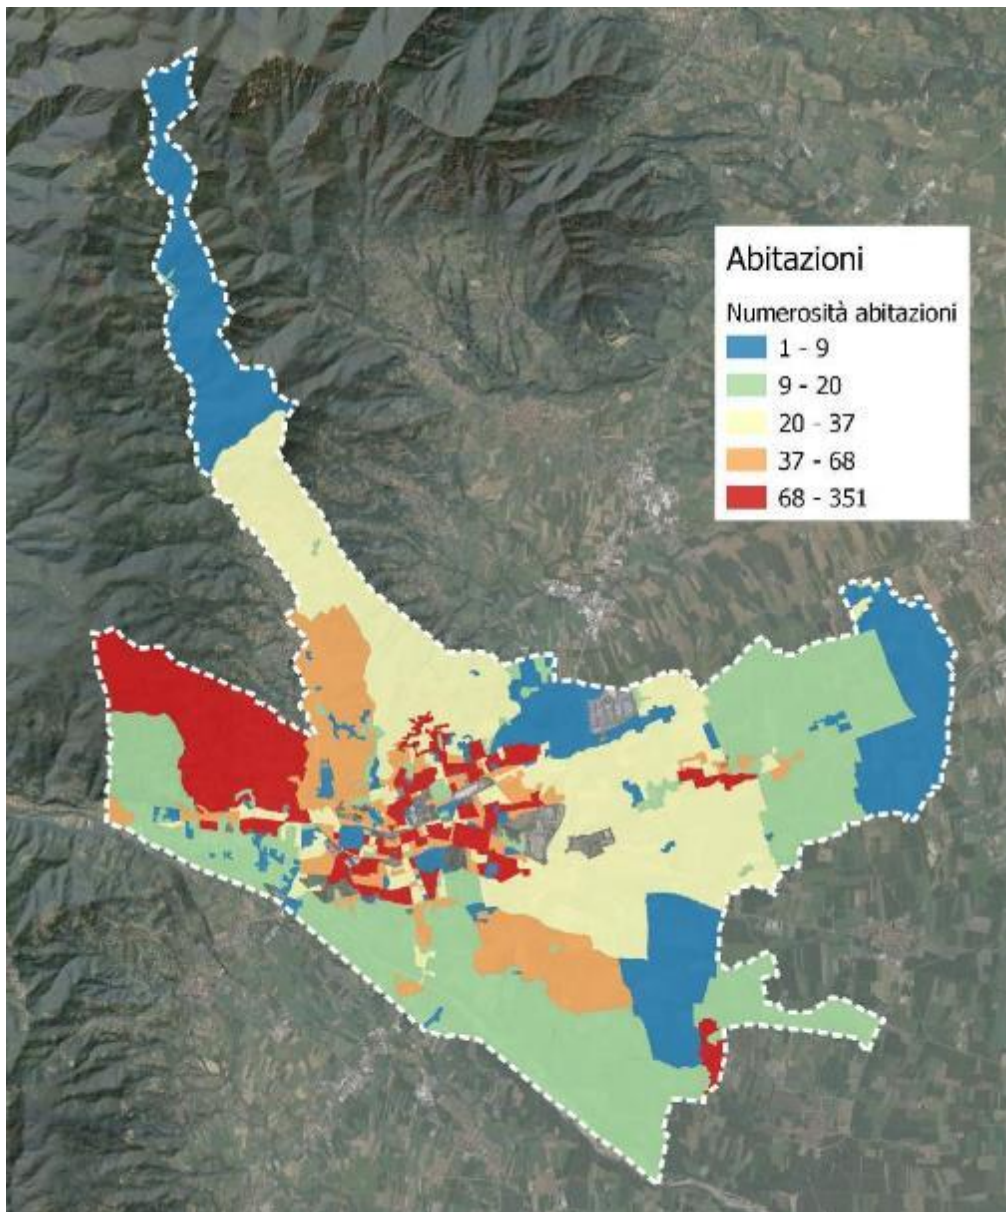 Abitazioni
Numerosità abitazioni
1 - 9
9 - 20
20 - 37
37 - 68
68 - 351